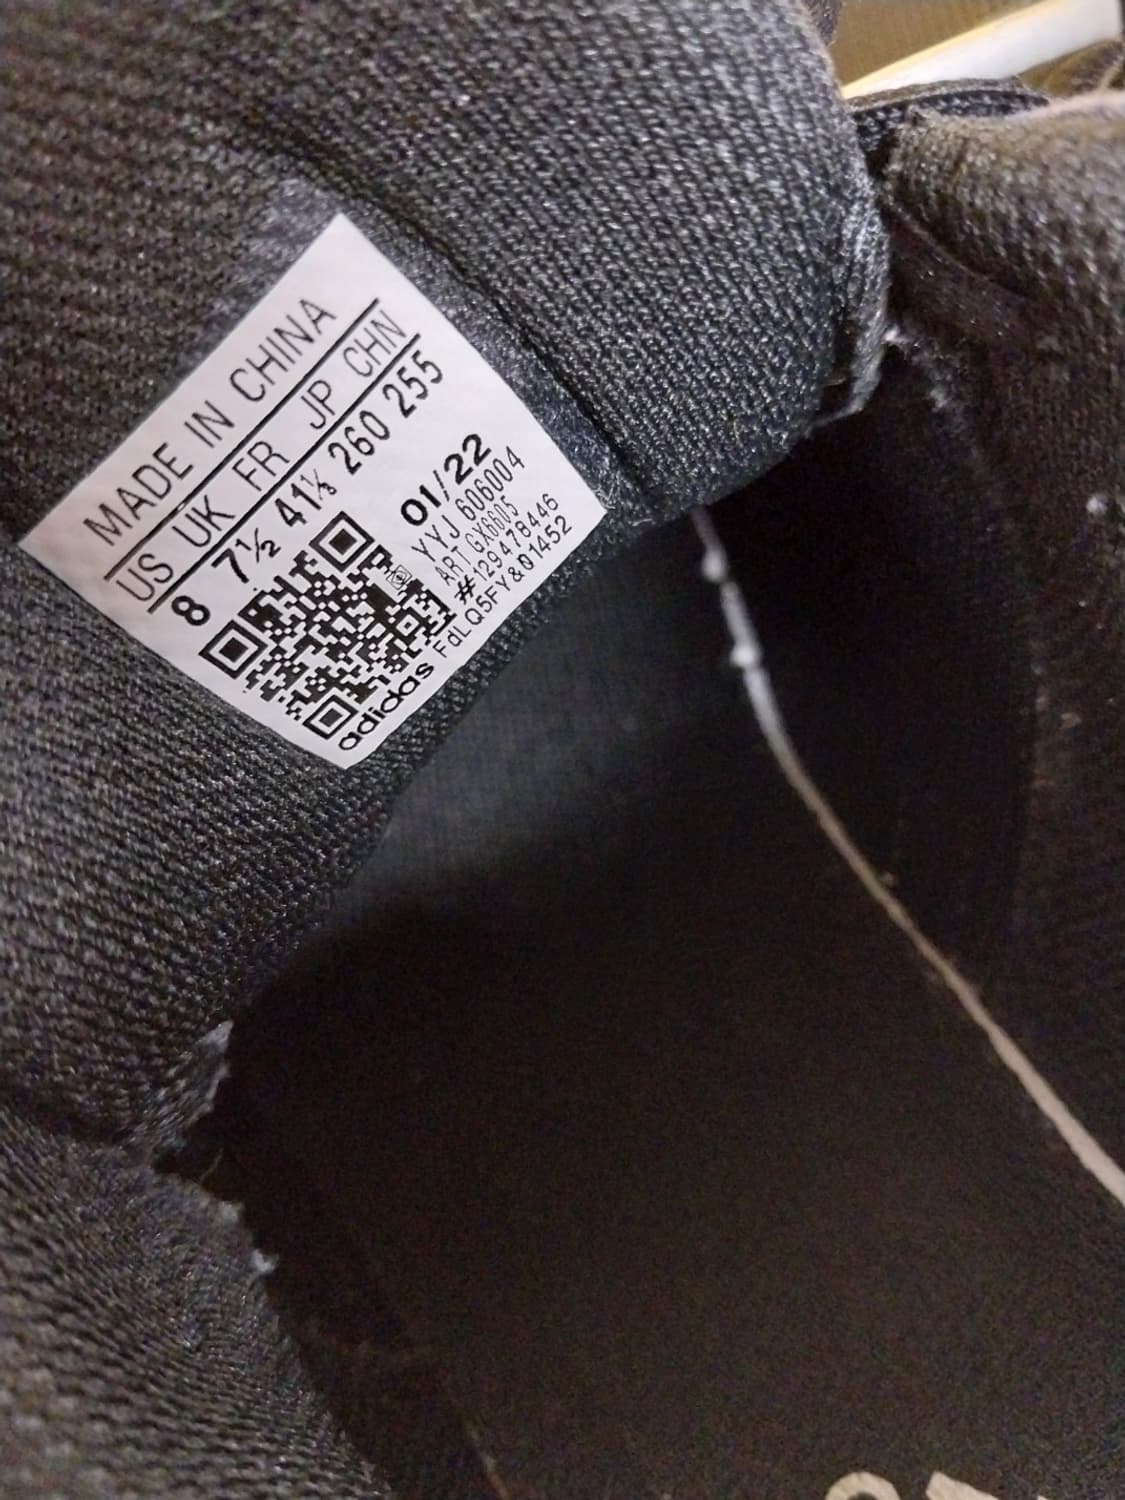 MADE IN CHINA
US UK FR JP CHN
8 7½ 41⅓ 260 255
01/22
YYJ 606004
ART GX6605
#129478446
adidas FdLQ5FY&01452